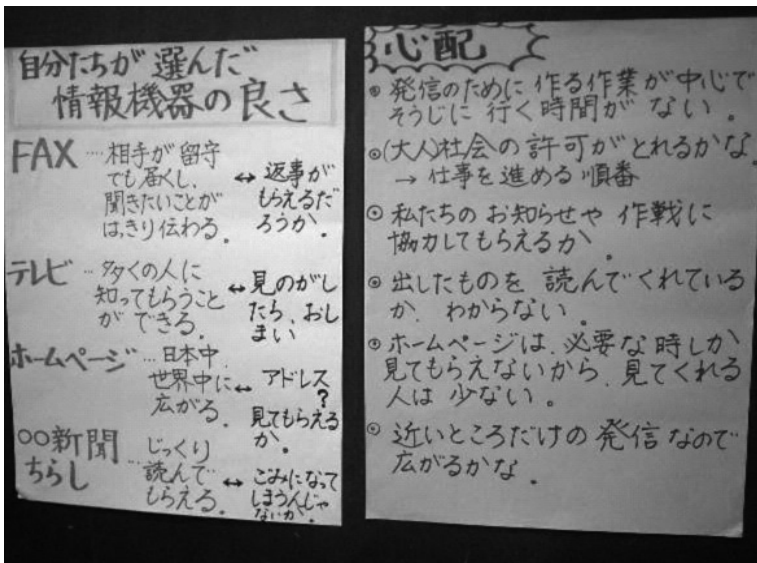 自分たちが選んだ
情報機器の良さ
FAX…相手が留守
でも届くし、
聞きたいことが
はっきり伝わる。
↔返事が
もらえるだ
ろうか。
テレビ…多くの人に
知ってもらうこと
ができる。
↔見のがし
たら、おし
まい
ホームページ…日本中、
世界中に
広がる。
↔アドレス
?
見てもらえる
か。
○○新聞
ちらし
…じっくり
読んで
もらえる。
↔ごみになって
しまうんじゃ
ないか。
心配
◎発信のために作る作業が中心で
そうじに行く時間がない。
◎(大人)社会の許可がとれるかな。
→仕事を進める順番
◎私たちのお知らせや作戦に
協力してもらえるか。
◎出したものを読んでくれている
か、わからない。
◎ホームページは、必要な時しか
見てもらえないから、見てくれる
人は少ない。
◎近いところだけの発信なので
広がるかな。